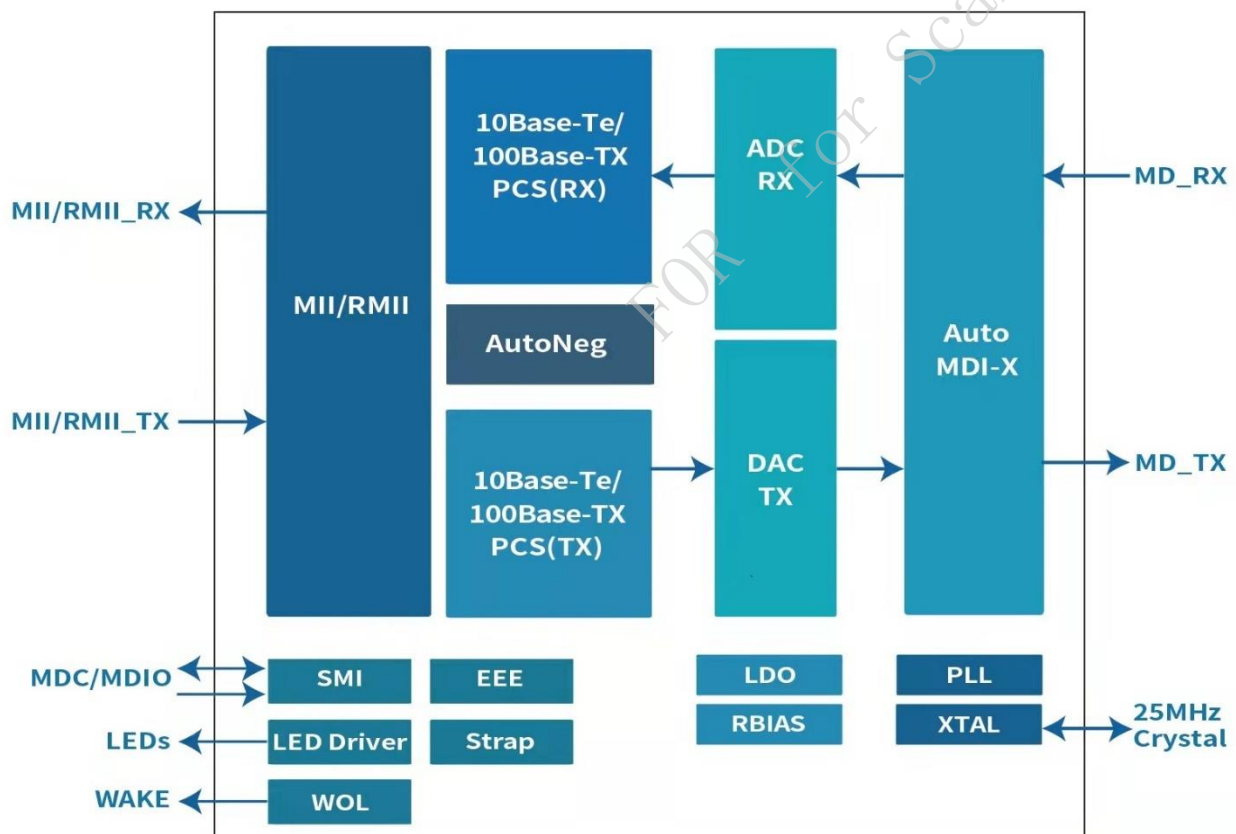 MII/RMII_RX
MII/RMII_TX
MDC/MDIO
LEDs
WAKE
MII/RMII
10Base-Te/
100Base-TX
PCS(RX)
AutoNeg
10Base-Te/
100Base-TX
PCS(TX)
ADC
RX
DAC
TX
Auto
MDI-X
MD_RX
MD_TX
SMI
EEE
LED Driver
Strap
WOL
LDO
RBIAS
PLL
XTAL
25MHz
Crystal
FOR for